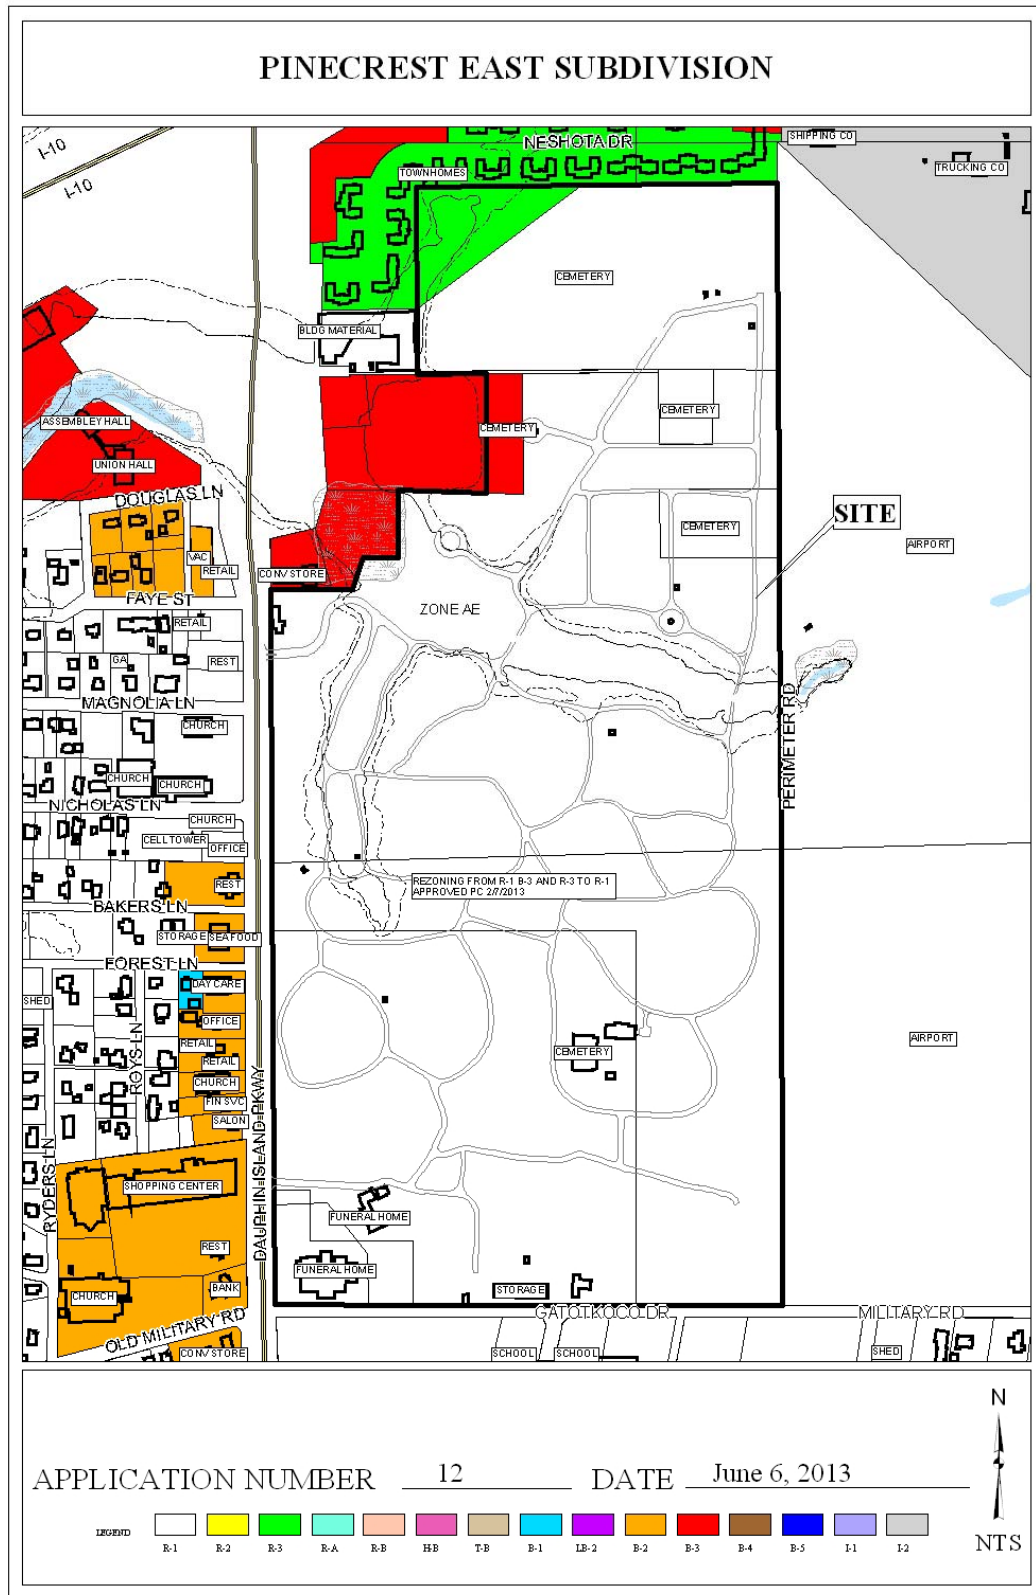 PINECREST EAST SUBDIVISION
I-10
I-10
NESHOTA DR
SHIPPING CO
TRUCKING CO
TOWNHOMES
CEMETERY
BLDG MATERIAL
ASSEMBLEY HALL
CEMETERY
CEMETERY
UNION HALL
DOUGLAS LN
SITE
CEMETERY
AIRPORT
VAC
RETAIL
CONV STORE
FAYE ST
ZONE AE
RETAIL
GA
REST
MAGNOLIA LN
CHURCH
PERIMETER RD
CHURCH
CHURCH
NICHOLAS LN
CHURCH
CELL TOWER
OFFICE
REST
REZONING FROM R-1 B-3 AND R-3 TO R-1
APPROVED PC 2/7/2013
BAKERS LN
STORAGE
SEAFOOD
FOREST LN
DAY CARE
SHED
OFFICE
ROYS LN
RETAIL
RETAIL
AIRPORT
CEMETERY
CHURCH
FIN SVC
SALON
DAUPHIN ISLAND PKWY
RYDERS LN
SHOPPING CENTER
FUNERAL HOME
REST
FUNERAL HOME
BANK
STORAGE
CHURCH
GATOTKOCO DR
MILITARY RD
OLD MILITARY RD
CONV STORE
SCHOOL
SCHOOL
SHED
N
APPLICATION NUMBER 12 DATE June 6, 2013
LEGEND
R-1 R-2 R-3 R-A R-B H-B T-B B-1 LB-2 B-2 B-3 B-4 B-5 I-1 I-2
NTS